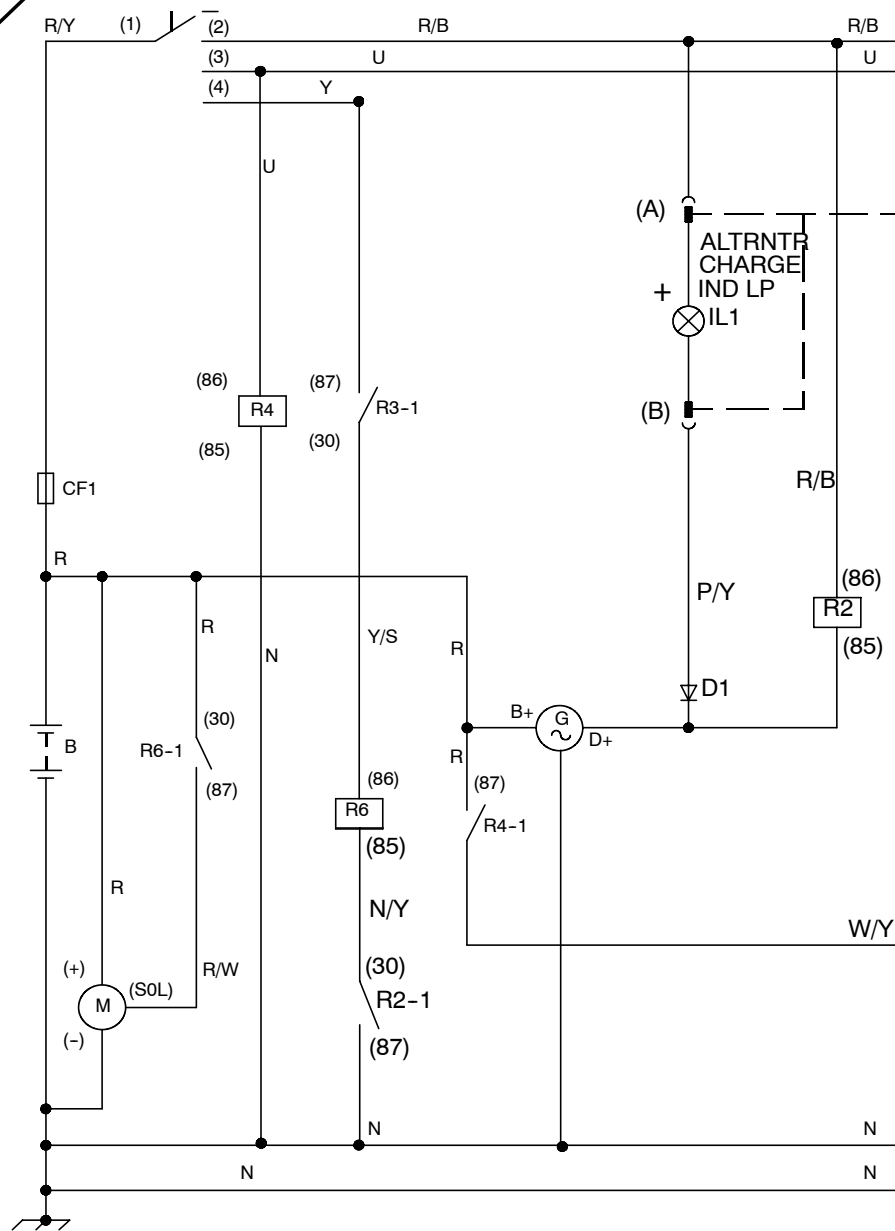 R/Y (1) (2) R/B R/B
(3) U U
(4) Y
U
(A)
ALTRNTR
CHARGE
IND LP
+
IL1
(86) (87)
R4 R3-1
(B)
(85) (30)
R/B
CF1
R
(86)
P/Y
R2
R Y/S
(85)
N R
D1
(30) B+ G
R6-1 B D+
R
(87) (86) (87)
R6 R4-1
(85)
R
N/Y
W/Y
(+) R/W (30)
(S0L)
M R2-1
(-) (87)
N N
N N